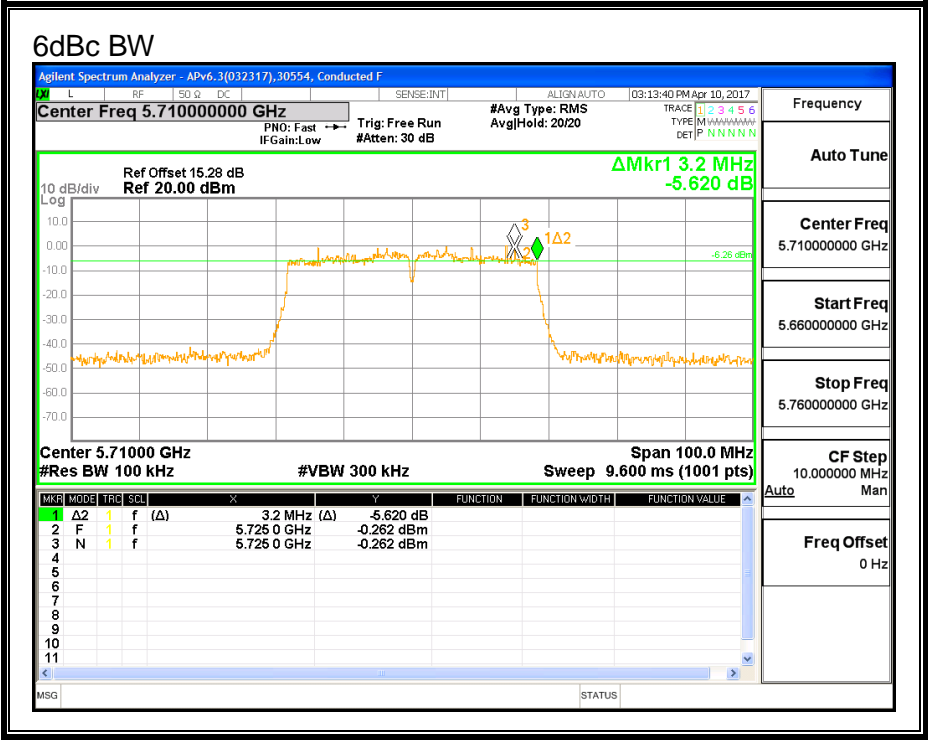 6dBc BW
Agilent Spectrum Analyzer - APv6.3(032317),30554, Conducted F
LXI L RF 50 Ω DC SENSE:INT ALIGN AUTO 03:13:40 PM Apr 10, 2017
Center Freq 5.710000000 GHz
PNO: Fast
IFGain:Low
Trig: Free Run
#Atten: 30 dB
#Avg Type: RMS
Avg|Hold: 20/20
TRACE 1 2 3 4 5 6
TYPE M WWWWW
DET P N N N N N
ΔMkr1 3.2 MHz
-5.620 dB
Ref Offset 15.28 dB
10 dB/div Ref 20.00 dBm
Log
10.0
0.00
-10.0
-20.0
-30.0
-40.0
-50.0
-60.0
-70.0
3
1Δ2
2
-6.26 dBm
Center 5.71000 GHz Span 100.0 MHz
#Res BW 100 kHz #VBW 300 kHz Sweep 9.600 ms (1001 pts)
MKR MODE TRC SCL X Y FUNCTION FUNCTION WIDTH FUNCTION VALUE
1 Δ2 1 f (Δ) 3.2 MHz (Δ) -5.620 dB
2 F 1 f 5.725 0 GHz -0.262 dBm
3 N 1 f 5.725 0 GHz -0.262 dBm
4
5
6
7
8
9
10
11
MSG STATUS
Frequency
Auto Tune
Center Freq
5.710000000 GHz
Start Freq
5.660000000 GHz
Stop Freq
5.760000000 GHz
CF Step
10.000000 MHz
Auto Man
Freq Offset
0 Hz